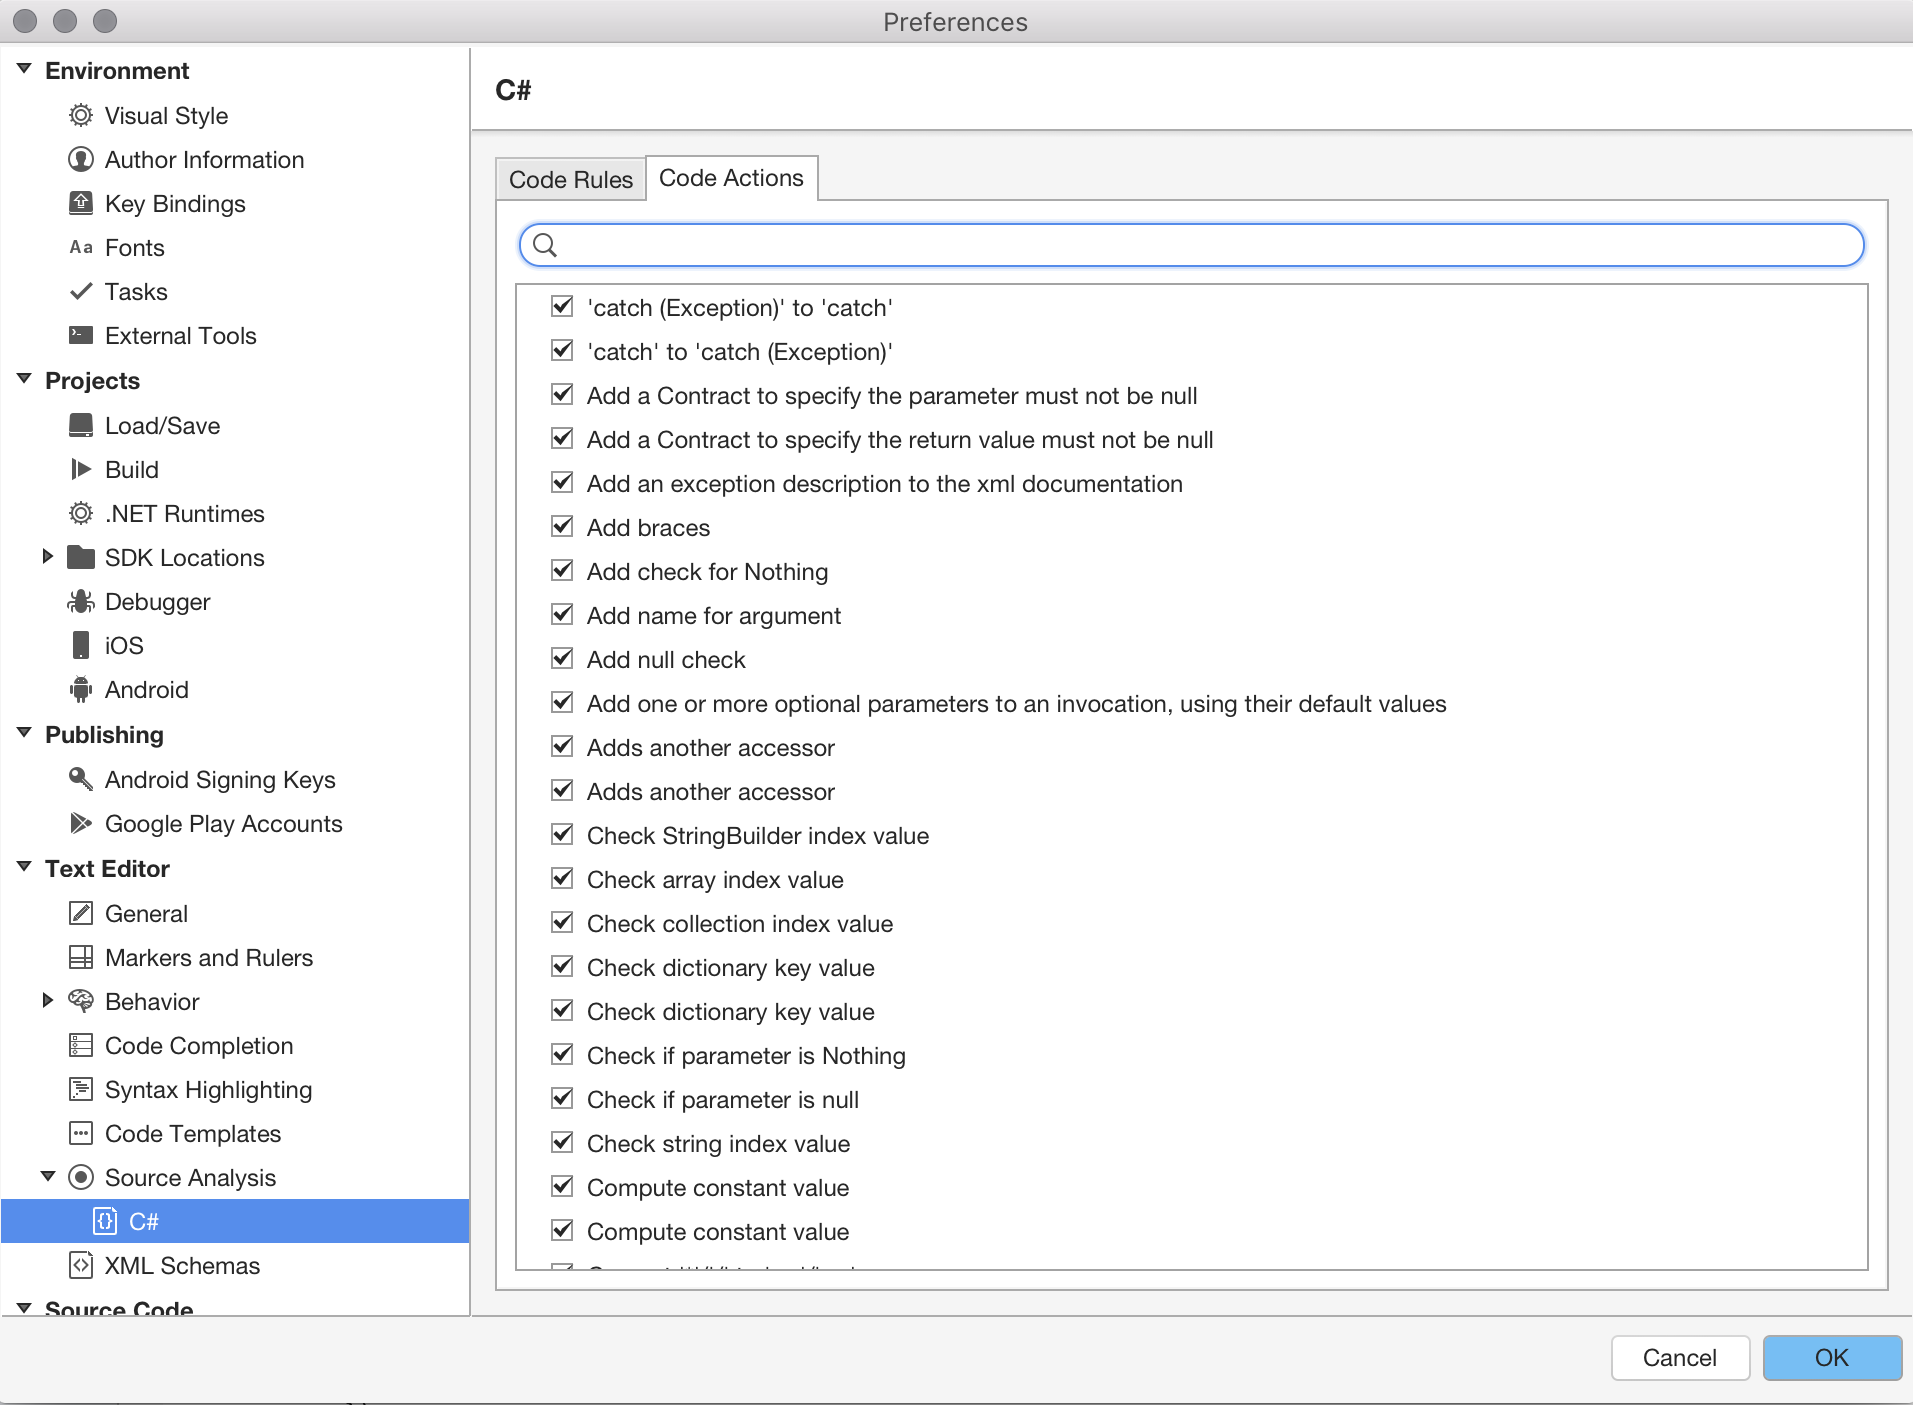 Preferences
Environment
Visual Style
Author Information
Key Bindings
Aa Fonts
Tasks
External Tools
Projects
Load/Save
Build
.NET Runtimes
SDK Locations
Debugger
iOS
Android
Publishing
Android Signing Keys
Google Play Accounts
Text Editor
General
Markers and Rulers
Behavior
Code Completion
Syntax Highlighting
Code Templates
Source Analysis
C#
XML Schemas
Source Code
C#
Code Rules
Code Actions
'catch (Exception)' to 'catch'
'catch' to 'catch (Exception)'
Add a Contract to specify the parameter must not be null
Add a Contract to specify the return value must not be null
Add an exception description to the xml documentation
Add braces
Add check for Nothing
Add name for argument
Add null check
Add one or more optional parameters to an invocation, using their default values
Adds another accessor
Adds another accessor
Check StringBuilder index value
Check array index value
Check collection index value
Check dictionary key value
Check dictionary key value
Check if parameter is Nothing
Check if parameter is null
Check string index value
Compute constant value
Compute constant value
Cancel
OK